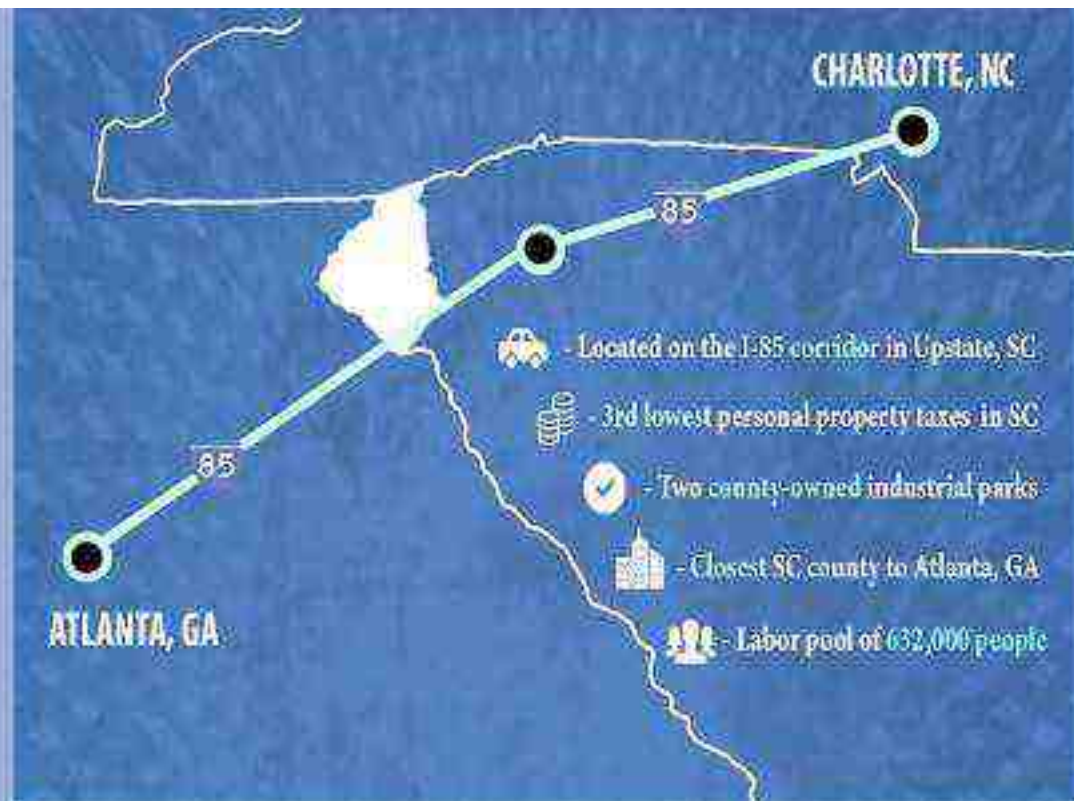 CHARLOTTE, NC
85
- Located on the I-85 corridor in Upstate, SC
- 3rd lowest personal property taxes in SC
85
- Two county-owned industrial parks
- Closest SC county to Atlanta, GA
ATLANTA, GA
- Labor pool of 632,000 people